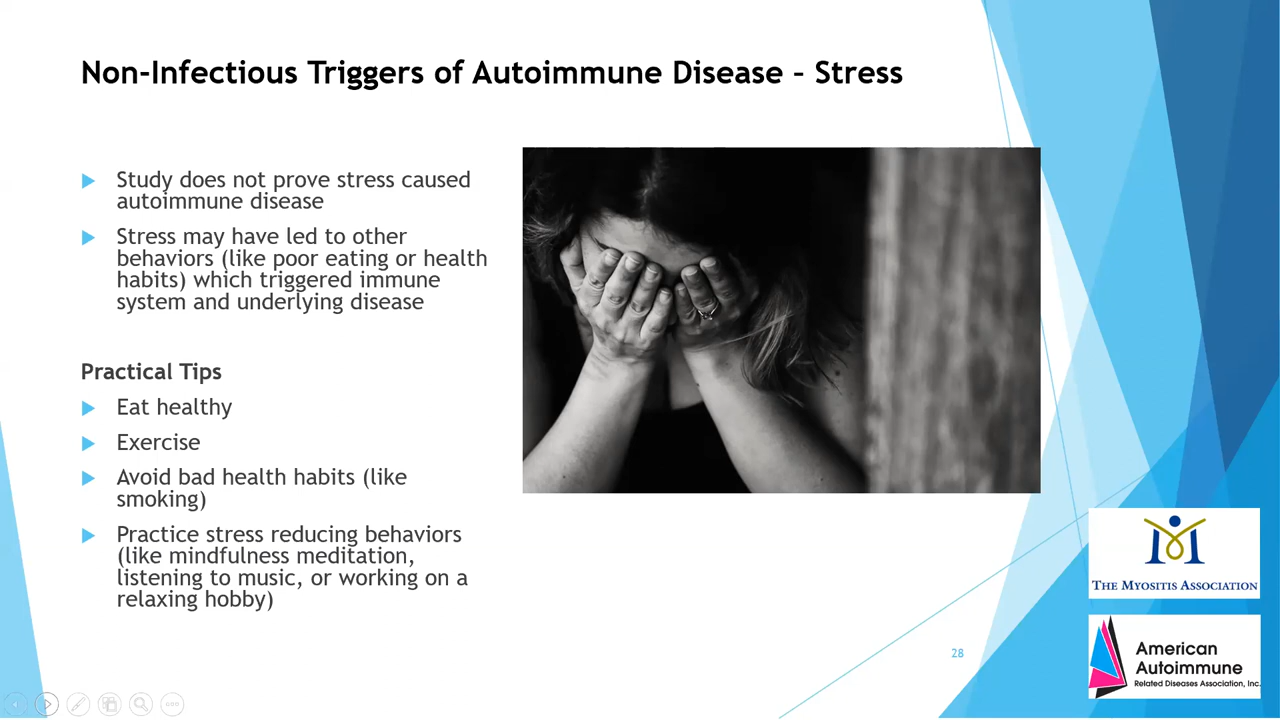 Non-Infectious Triggers of Autoimmune Disease – Stress
Study does not prove stress caused
autoimmune disease
Stress may have led to other
behaviors (like poor eating or health
habits) which triggered immune
system and underlying disease
Practical Tips
Eat healthy
Exercise
Avoid bad health habits (like
smoking)
Practice stress reducing behaviors
(like mindfulness meditation,
listening to music, or working on a
relaxing hobby)
THE MYOSITIS ASSOCIATION
American
Autoimmune
Related Diseases Association, Inc.
28